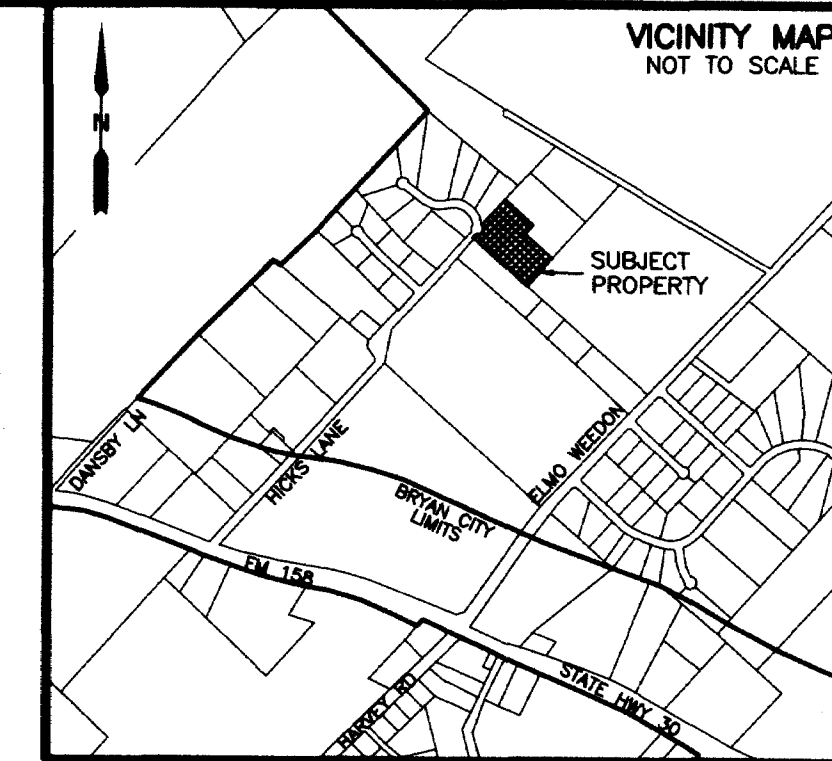 VICINITY MAP
NOT TO SCALE
N
SUBJECT
PROPERTY
DANSBY LN
HICKS LANE
ELMO WEEDON
BRYAN CITY
LIMITS
FM 158
STATE HWY 30
HARVEY RD